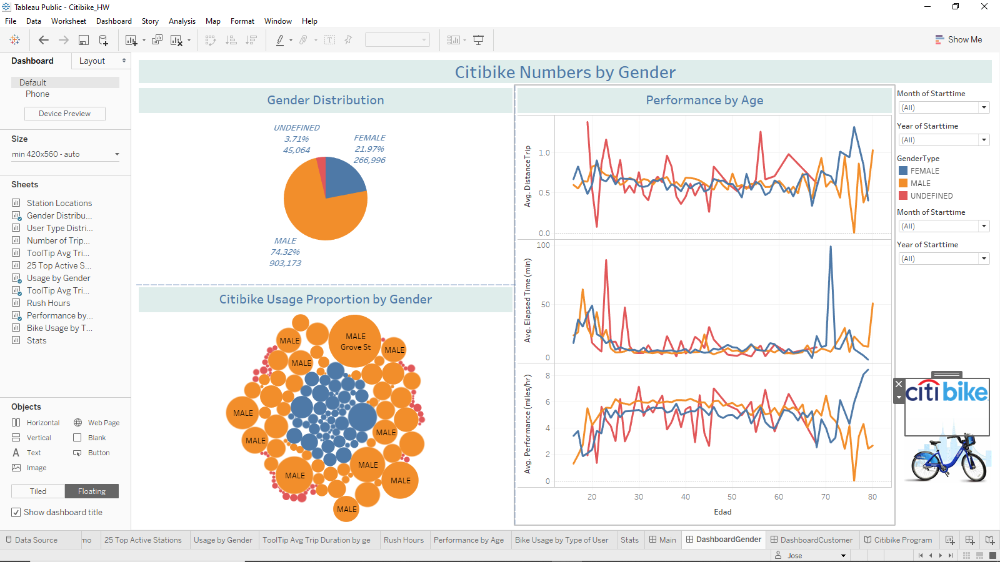 Tableau Public - Citibike_HW
File Data Worksheet Dashboard Story Analysis Map Format Window Help
Show Me
Dashboard Layout
Default
Phone
Device Preview
Size
min 420x560 - auto
Sheets
Station Locations
Gender Distribu...
User Type Distri...
Number of Trip...
ToolTip Avg Tri...
25 Top Active S...
Usage by Gender
ToolTip Avg Tri...
Rush Hours
Performance by...
Bike Usage by T...
Stats
Objects
Horizontal Web Page
Vertical Blank
Text Button
Image
Tiled Floating
Show dashboard title
Citibike Numbers by Gender
Gender Distribution
UNDEFINED
3.71%
45,064
FEMALE
21.97%
266,996
MALE
74.32%
903,173
Citibike Usage Proportion by Gender
MALE
Grove St
MALE
MALE
MALE
MALE
MALE
MALE
MALE
MALE
MALE
MALE
Performance by Age
Avg. DistanceTrip
1.0
0.5
0.0
Avg. Elapsed Time (min)
100
50
0
Avg. Performance (miles/hr)
8
6
4
2
0
20 30 40 50 60 70 80
Edad
Month of Starttime
(All)
Year of Starttime
(All)
GenderType
FEMALE
MALE
UNDEFINED
Month of Starttime
(All)
Year of Starttime
(All)
citi bike
Data Source mo 25 Top Active Stations Usage by Gender ToolTip Avg Trip Duration by ge Rush Hours Performance by Age Bike Usage by Type of User Stats Main DashboardGender DashboardCustomer Citibike Program
Jose